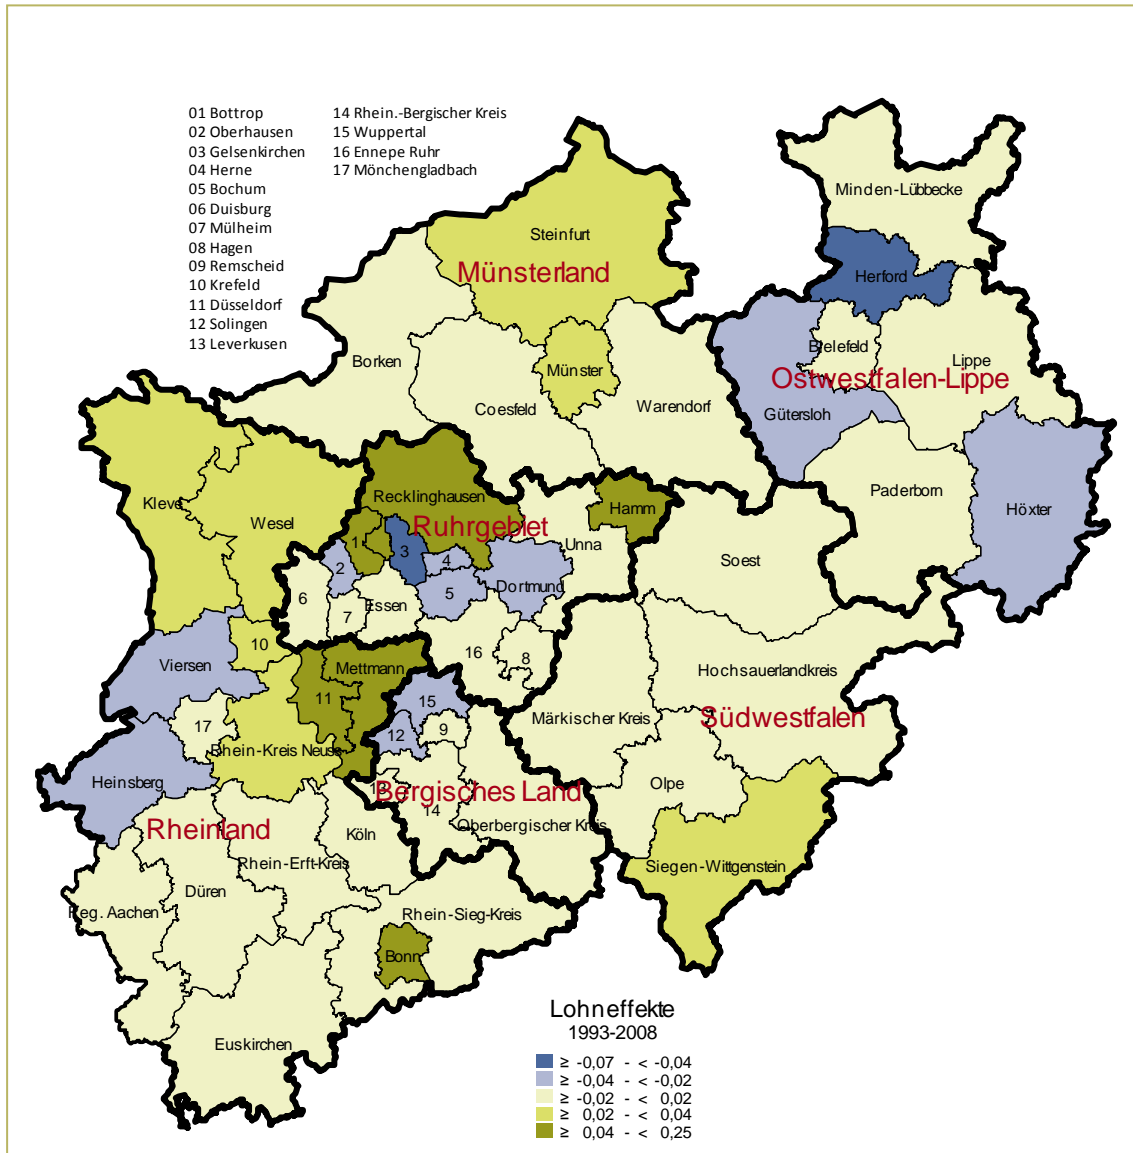 01 Bottrop
02 Oberhausen
03 Gelsenkirchen
04 Herne
05 Bochum
06 Duisburg
07 Mülheim
08 Hagen
09 Remscheid
10 Krefeld
11 Düsseldorf
12 Solingen
13 Leverkusen
14 Rhein.-Bergischer Kreis
15 Wuppertal
16 Ennepe Ruhr
17 Mönchengladbach
Minden-Lübbecke
Steinfurt
Münsterland
Herford
Borken
Münster
Bielefeld
Lippe
Ostwestfalen-Lippe
Coesfeld
Warendorf
Gütersloh
Kleve
Wesel
Recklinghausen
Hamm
Ruhrgebiet
Paderborn
Höxter
1
3
Unna
2
4
Soest
Dortmund
5
6
7
Essen
10
16
8
Viersen
Mettmann
Hochsauerlandkreis
11
15
17
12
9
Märkischer Kreis
Südwestfalen
Rhein-Kreis Neuss
Heinsberg
13
Bergisches Land
Olpe
14
Rheinland
Köln
Oberbergischer Kreis
Rhein-Erft-Kreis
Siegen-Wittgenstein
Düren
Reg. Aachen
Rhein-Sieg-Kreis
Bonn
Euskirchen
Lohneffekte
1993-2008
≥ -0,07 - < -0,04
≥ -0,04 - < -0,02
≥ -0,02 - < 0,02
≥ 0,02 - < 0,04
≥ 0,04 - < 0,25